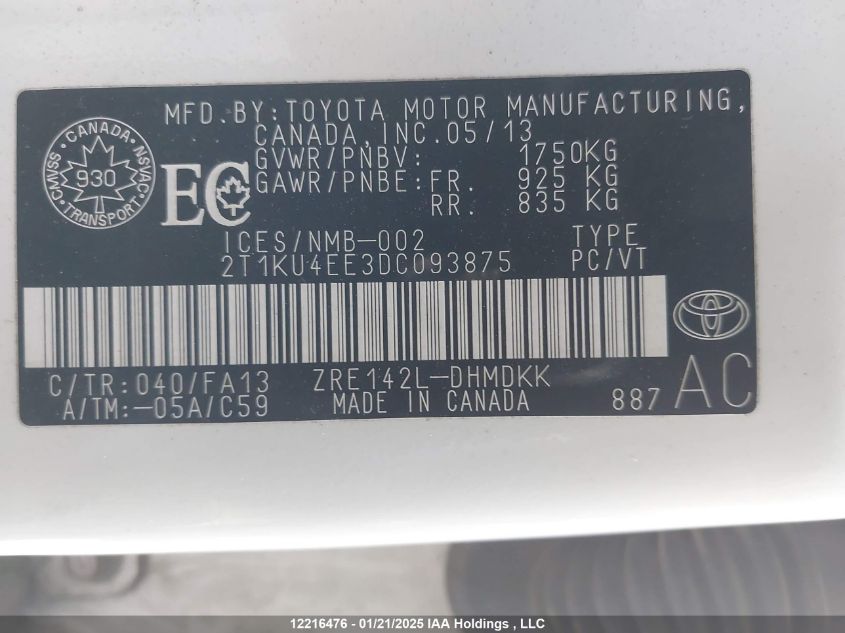 MFD.BY:TOYOTA MOTOR MANUFACTURING,
CANADA,INC.05/13
GVWR/PNBV: 1750KG
GAWR/PNBE:FR. 925 KG
RR. 835 KG
CANADA
CMVSS 930 NSVAC
TRANSPORT
EC
ICES/NMB-002 TYPE
2T1KU4EE3DC093875 PC/VT
C/TR:040/FA13 ZRE142L-DHMDKK
A/TM:-05A/C59 MADE IN CANADA 887 AC
12216476 - 01/21/2025 IAA Holdings , LLC